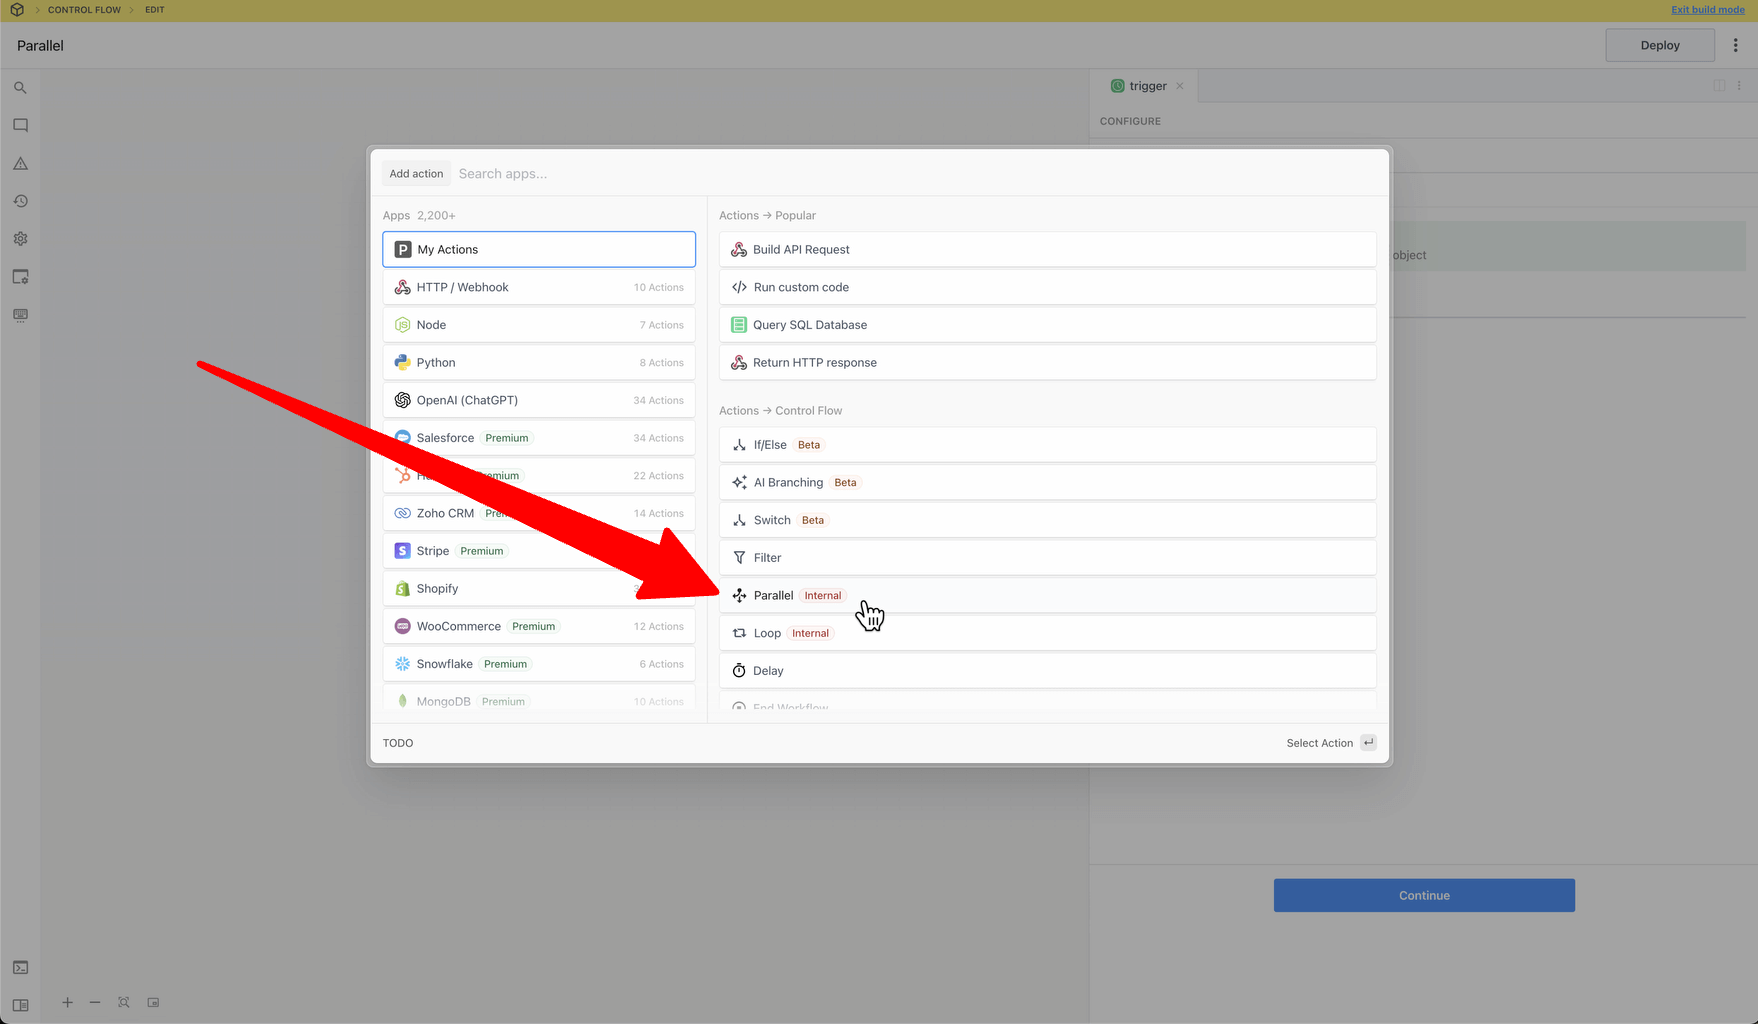 CONTROL FLOW
EDIT
Exit build mode
Parallel
Deploy
trigger
CONFIGURE
object
Continue
Add action
Search apps...
Apps 2,200+
My Actions
HTTP / Webhook 10 Actions
Node 7 Actions
Python 8 Actions
OpenAI (ChatGPT) 34 Actions
Salesforce Premium 34 Actions
22 Actions
Zoho CRM 14 Actions
Stripe Premium
Shopify
WooCommerce Premium 12 Actions
Snowflake Premium 6 Actions
MongoDB Premium 10 Actions
Actions → Popular
Build API Request
Run custom code
Query SQL Database
Return HTTP response
Actions → Control Flow
If/Else Beta
AI Branching Beta
Switch Beta
Filter
Parallel Internal
Loop Internal
Delay
End Workflow
TODO
Select Action